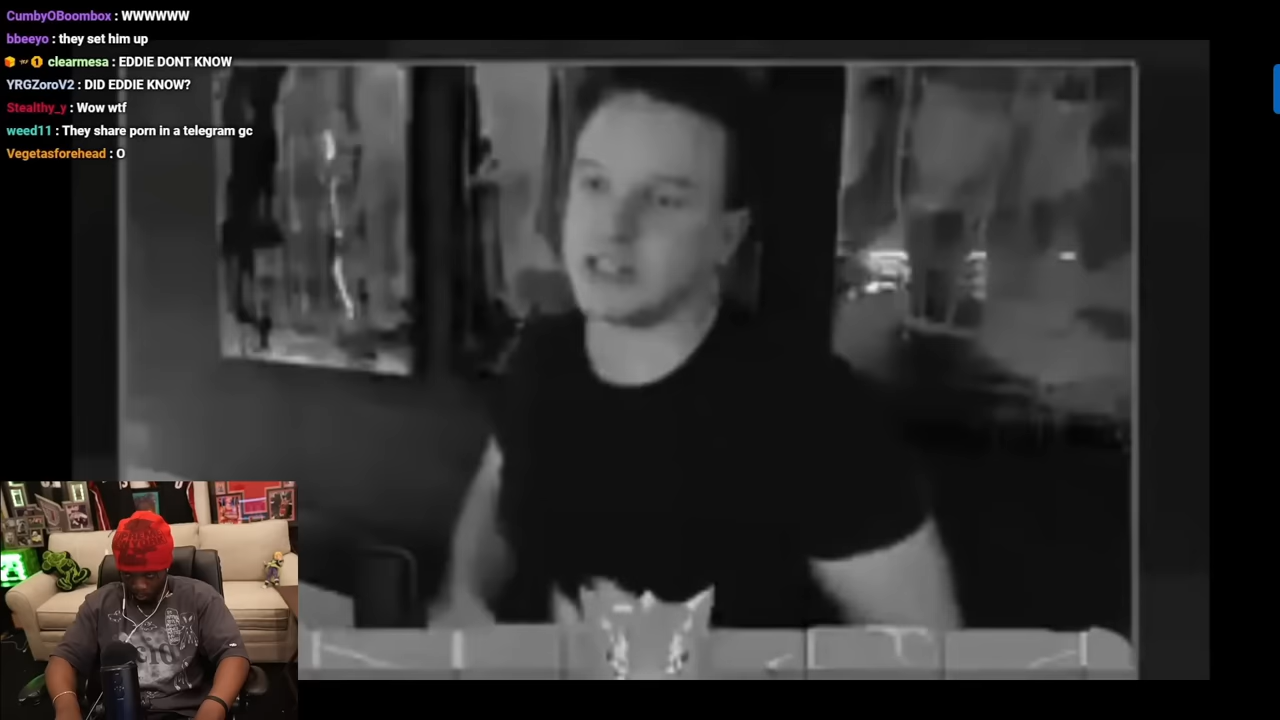 CumbyOBoombox : WWWWWW
bbeeyo : they set him up
clearmesa : EDDIE DONT KNOW
YRGZoroV2 : DID EDDIE KNOW?
Stealthy_y : Wow wtf
weed11 : They share porn in a telegram gc
Vegetasforehead : O